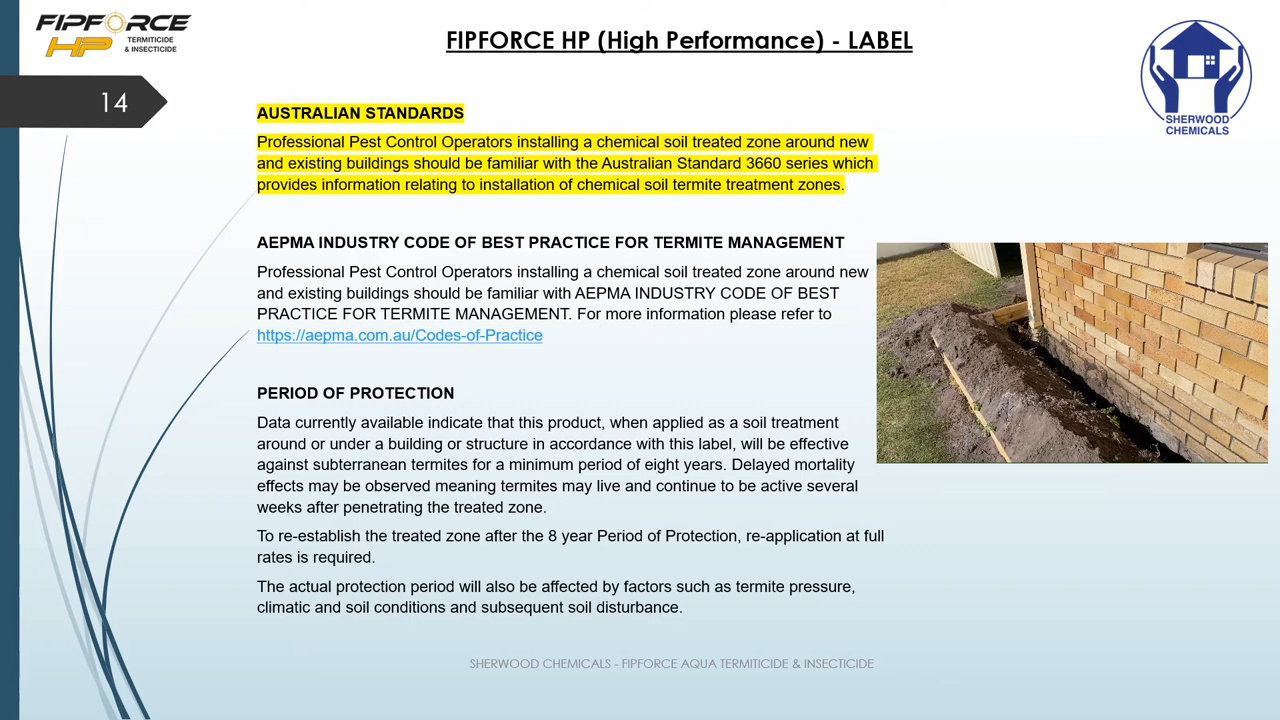 FIPFORCE
HP TERMITICIDE
& INSECTICIDE
FIPFORCE HP (High Performance) - LABEL
SHERWOOD
CHEMICALS
14
AUSTRALIAN STANDARDS
Professional Pest Control Operators installing a chemical soil treated zone around new
and existing buildings should be familiar with the Australian Standard 3660 series which
provides information relating to installation of chemical soil termite treatment zones.
AEPMA INDUSTRY CODE OF BEST PRACTICE FOR TERMITE MANAGEMENT
Professional Pest Control Operators installing a chemical soil treated zone around new
and existing buildings should be familiar with AEPMA INDUSTRY CODE OF BEST
PRACTICE FOR TERMITE MANAGEMENT. For more information please refer to
https://aepma.com.au/Codes-of-Practice
PERIOD OF PROTECTION
Data currently available indicate that this product, when applied as a soil treatment
around or under a building or structure in accordance with this label, will be effective
against subterranean termites for a minimum period of eight years. Delayed mortality
effects may be observed meaning termites may live and continue to be active several
weeks after penetrating the treated zone.
To re-establish the treated zone after the 8 year Period of Protection, re-application at full
rates is required.
The actual protection period will also be affected by factors such as termite pressure,
climatic and soil conditions and subsequent soil disturbance.
SHERWOOD CHEMICALS - FIPFORCE AQUA TERMITICIDE & INSECTICIDE